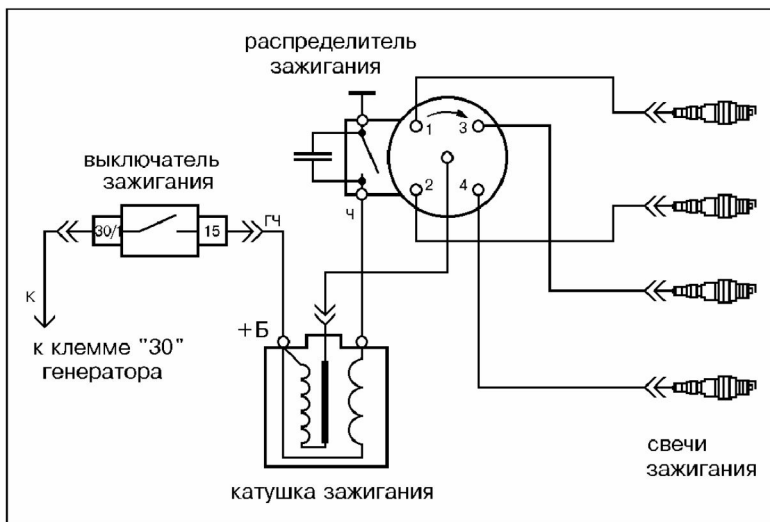 распределитель
зажигания
1
3
2
4
выключатель
зажигания
30/1
15
ГЧ
Ч
К
к клемме "30"
генератора
+Б
катушка зажигания
свечи
зажигания